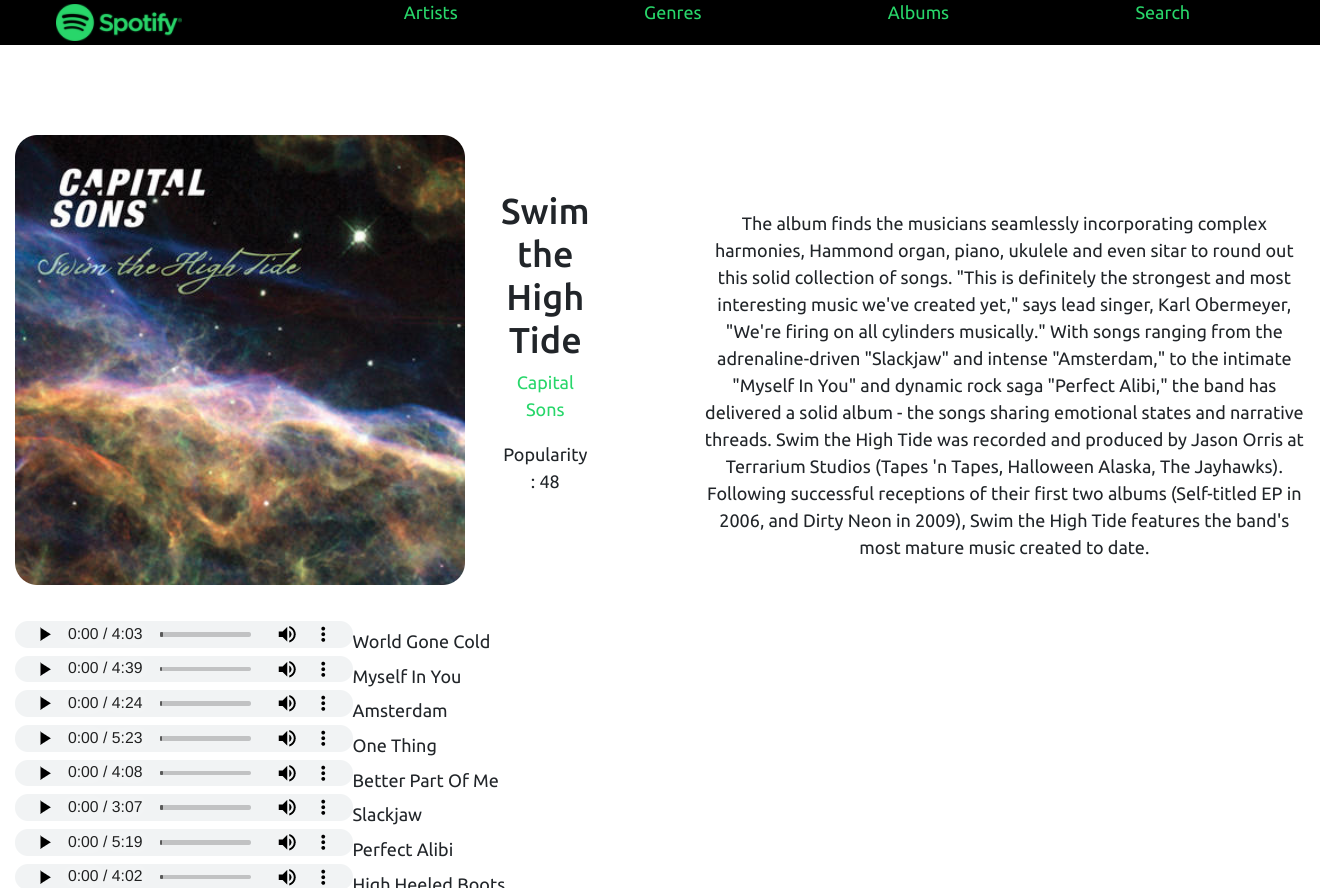 Spotify
Artists
Genres
Albums
Search
CAPITAL
SONS
Swim the High Tide
Swim
the
High
Tide
Capital
Sons
Popularity
: 48
The album finds the musicians seamlessly incorporating complex
harmonies, Hammond organ, piano, ukulele and even sitar to round out
this solid collection of songs. "This is definitely the strongest and most
interesting music we've created yet," says lead singer, Karl Obermeyer,
"We're firing on all cylinders musically." With songs ranging from the
adrenaline-driven "Slackjaw" and intense "Amsterdam," to the intimate
"Myself In You" and dynamic rock saga "Perfect Alibi," the band has
delivered a solid album - the songs sharing emotional states and narrative
threads. Swim the High Tide was recorded and produced by Jason Orris at
Terrarium Studios (Tapes 'n Tapes, Halloween Alaska, The Jayhawks).
Following successful receptions of their first two albums (Self-titled EP in
2006, and Dirty Neon in 2009), Swim the High Tide features the band's
most mature music created to date.
0:00 / 4:03 World Gone Cold
0:00 / 4:39 Myself In You
0:00 / 4:24 Amsterdam
0:00 / 5:23 One Thing
0:00 / 4:08 Better Part Of Me
0:00 / 3:07 Slackjaw
0:00 / 5:19 Perfect Alibi
0:00 / 4:02 High Heeled Boots